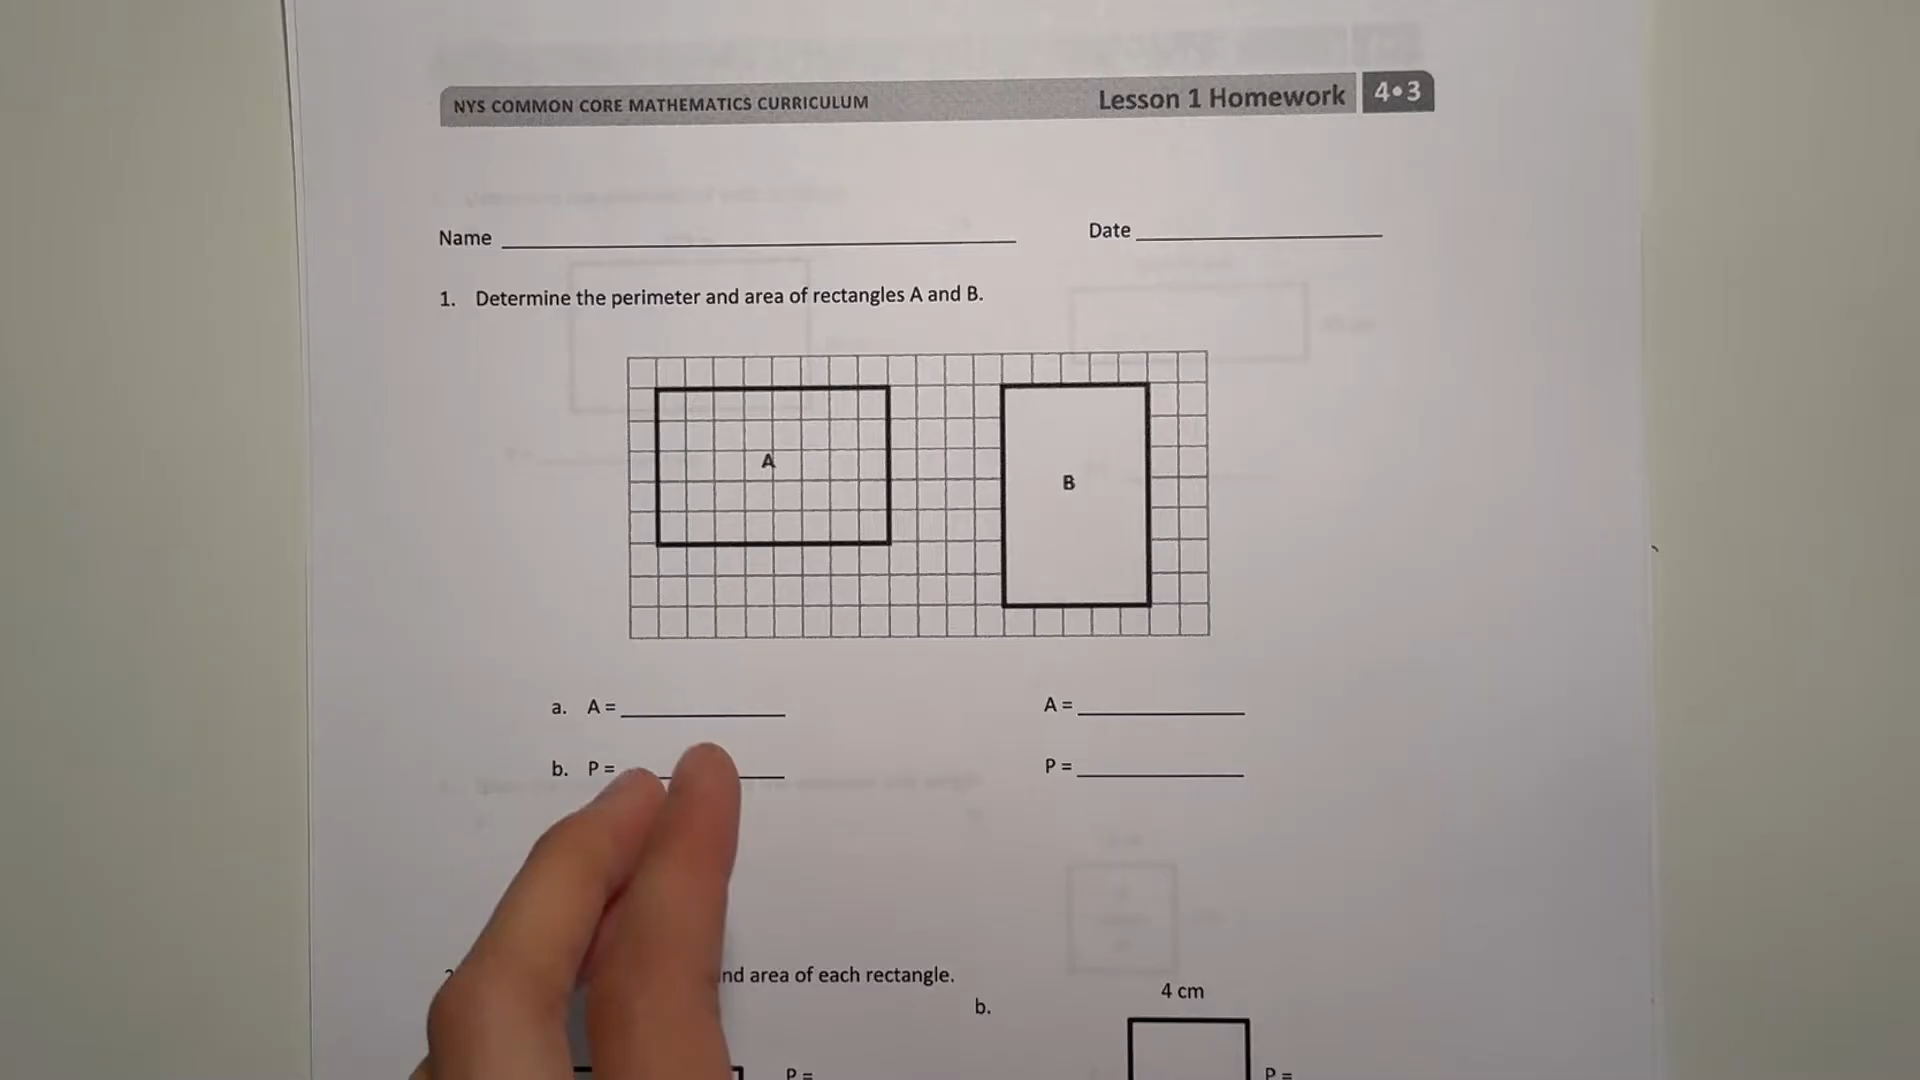 NYS COMMON CORE MATHEMATICS CURRICULUM Lesson 1 Homework 4•3
Name Date
1. Determine the perimeter and area of rectangles A and B.
A B
a. A = A =
b. P = P =
nd area of each rectangle.
b. 4 cm
P = P =